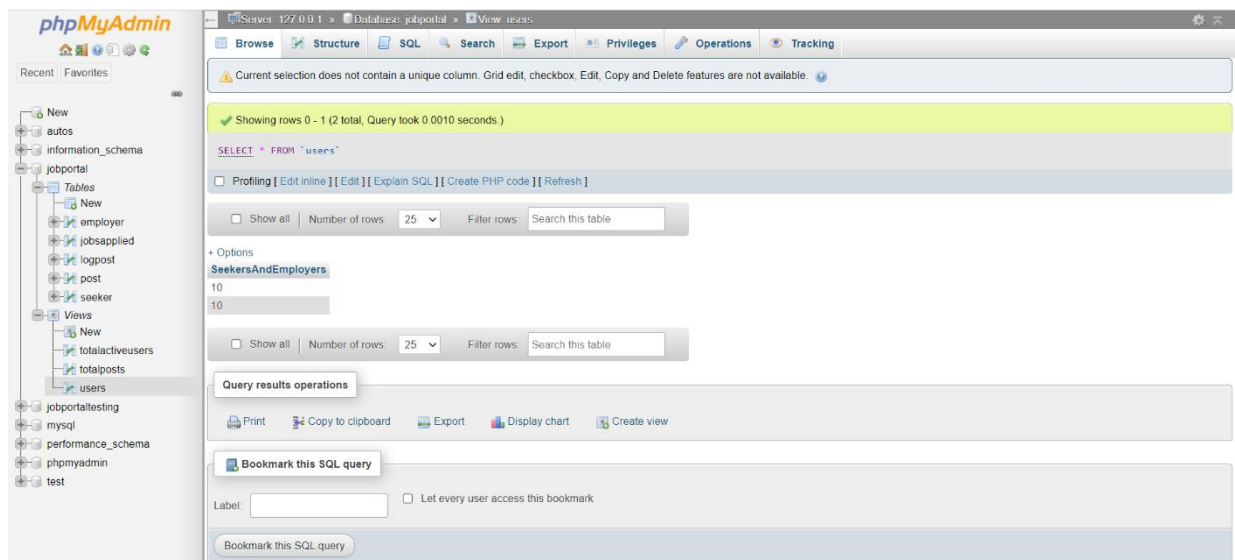 phpMyAdmin
Recent Favorites
New
autos
information_schema
jobportal
Tables
New
employer
jobsapplied
logpost
post
seeker
Views
New
totalactiveusers
totalposts
users
jobportaltesting
mysql
performance_schema
phpmyadmin
test
Server: 127.0.0.1 » Database: jobportal » View: users
Browse Structure SQL Search Export Privileges Operations Tracking
Current selection does not contain a unique column. Grid edit, checkbox, Edit, Copy and Delete features are not available.
Showing rows 0 - 1 (2 total, Query took 0.0010 seconds.)
SELECT * FROM `users`
Profiling [ Edit inline ] [ Edit ] [ Explain SQL ] [ Create PHP code ] [ Refresh ]
Show all | Number of rows: 25 Filter rows: Search this table
+ Options
SeekersAndEmployers
10
10
Show all | Number of rows: 25 Filter rows: Search this table
Query results operations
Print Copy to clipboard Export Display chart Create view
Bookmark this SQL query
Label: Let every user access this bookmark
Bookmark this SQL query